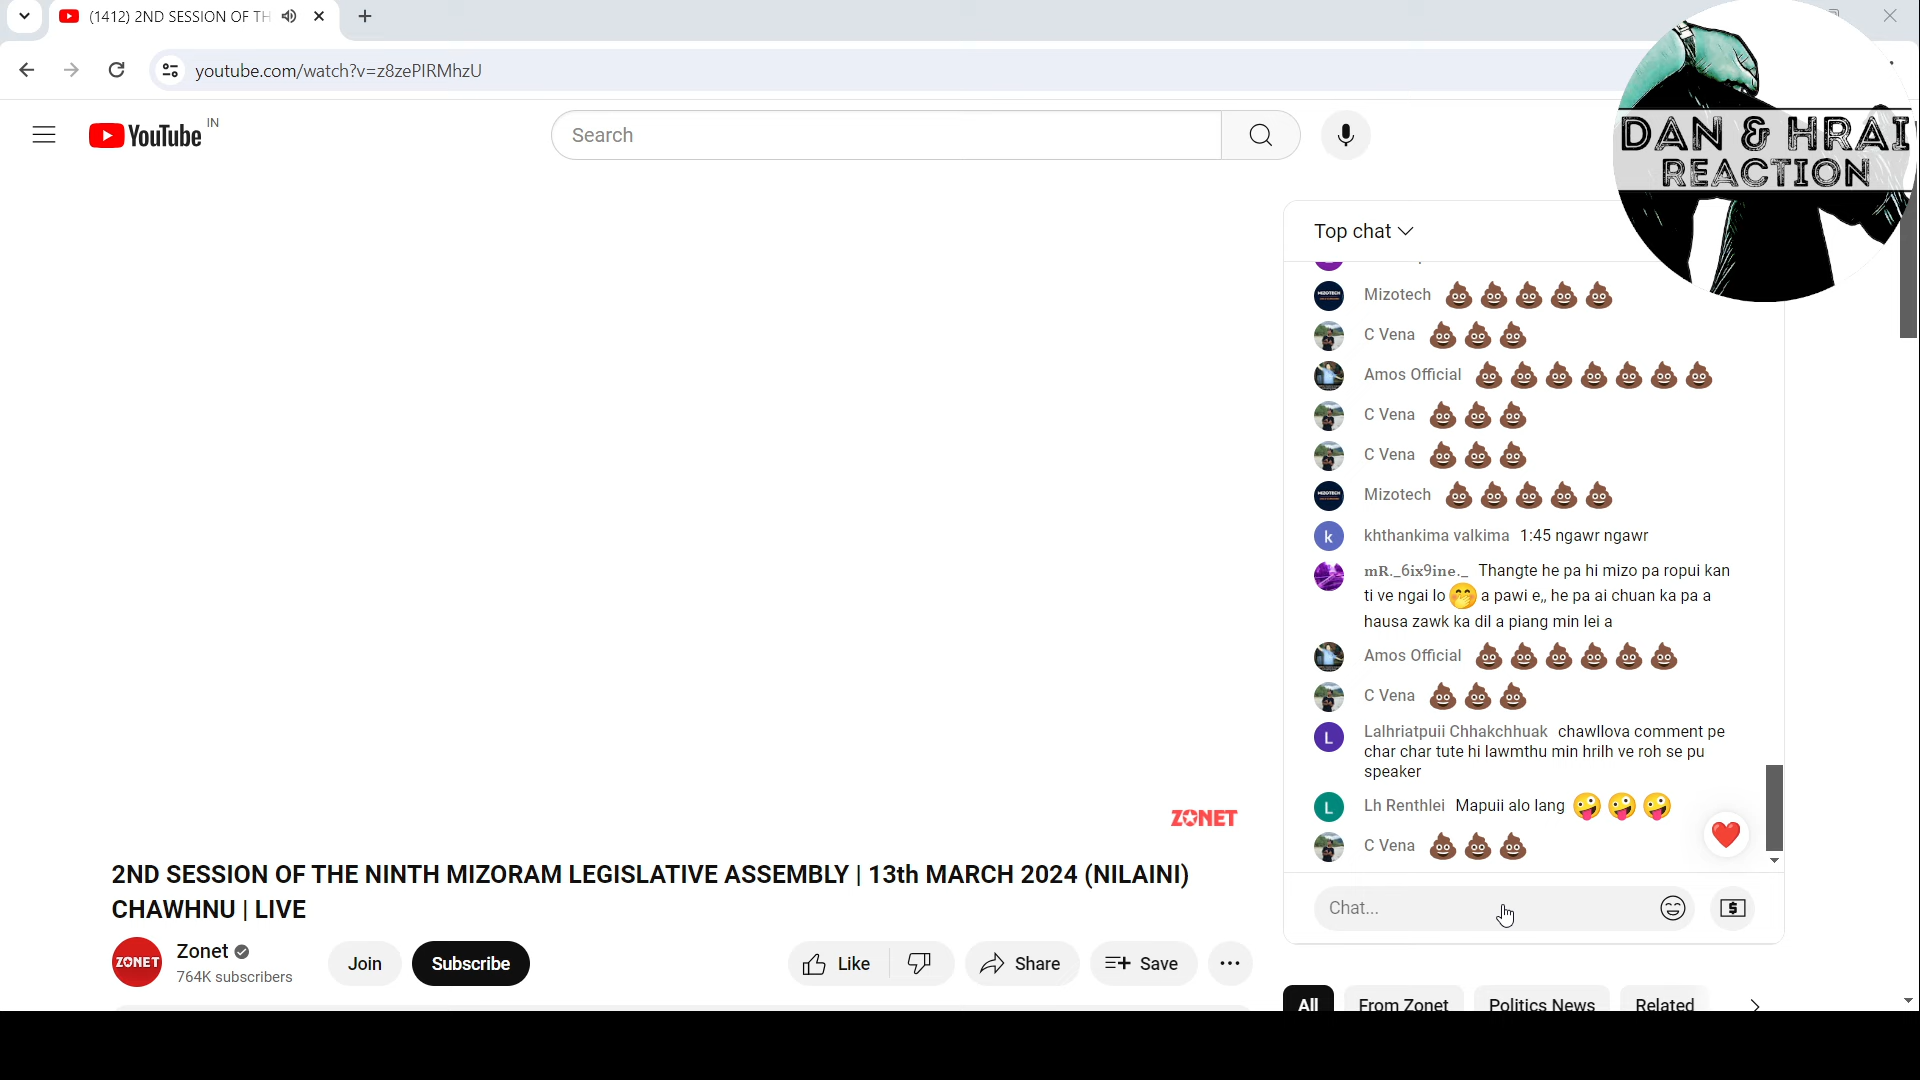 (1412) 2ND SESSION OF TH
youtube.com/watch?v=z8zePIRMhzU
YouTube IN
Search
DAN & HRAI
REACTION
Top chat
Mizotech 💩💩💩💩💩
C Vena 💩💩💩
Amos Official 💩💩💩💩💩💩💩
C Vena 💩💩💩
C Vena 💩💩💩
Mizotech 💩💩💩💩💩
k khthankima valkima 1:45 ngawr ngawr
mR._6ix9ine._ Thangte he pa hi mizo pa ropui kan
ti ve ngai lo 🤭 a pawi e,, he pa ai chuan ka pa a
hausa zawk ka dil a piang min lei a
Amos Official 💩💩💩💩💩💩
C Vena 💩💩💩
L Lalhriatpuii Chhakchhuak chawllova comment pe
char char tute hi lawmthu min hrilh ve roh se pu
speaker
L Lh Renthlei Mapuii alo lang 🤪🤪🤪
C Vena 💩💩💩
Chat...
ZONET
2ND SESSION OF THE NINTH MIZORAM LEGISLATIVE ASSEMBLY | 13th MARCH 2024 (NILAINI)
CHAWHNU | LIVE
ZONET
Zonet
764K subscribers
Join
Subscribe
Like
Share
Save
All
From Zonet
Politics News
Related